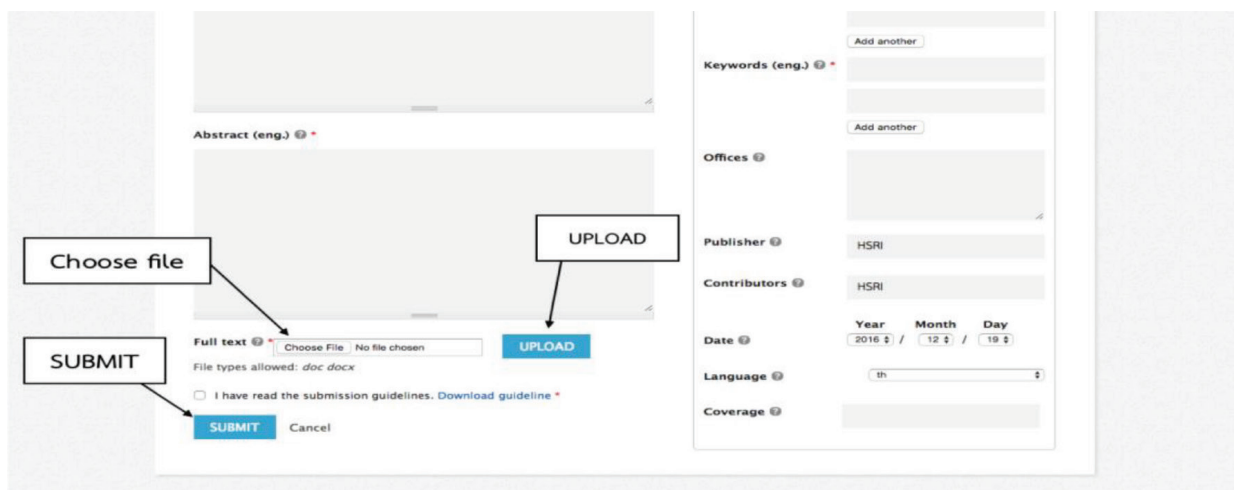 Add another
Keywords (eng.) *
Add another
Abstract (eng.) *
Offices
UPLOAD
Choose file
Publisher HSRI
Contributors HSRI
Year Month Day
Date 2016 / 12 / 19
Full text * Choose File No file chosen UPLOAD
SUBMIT
File types allowed: doc docx
Language th
I have read the submission guidelines. Download guideline *
Coverage
SUBMIT Cancel